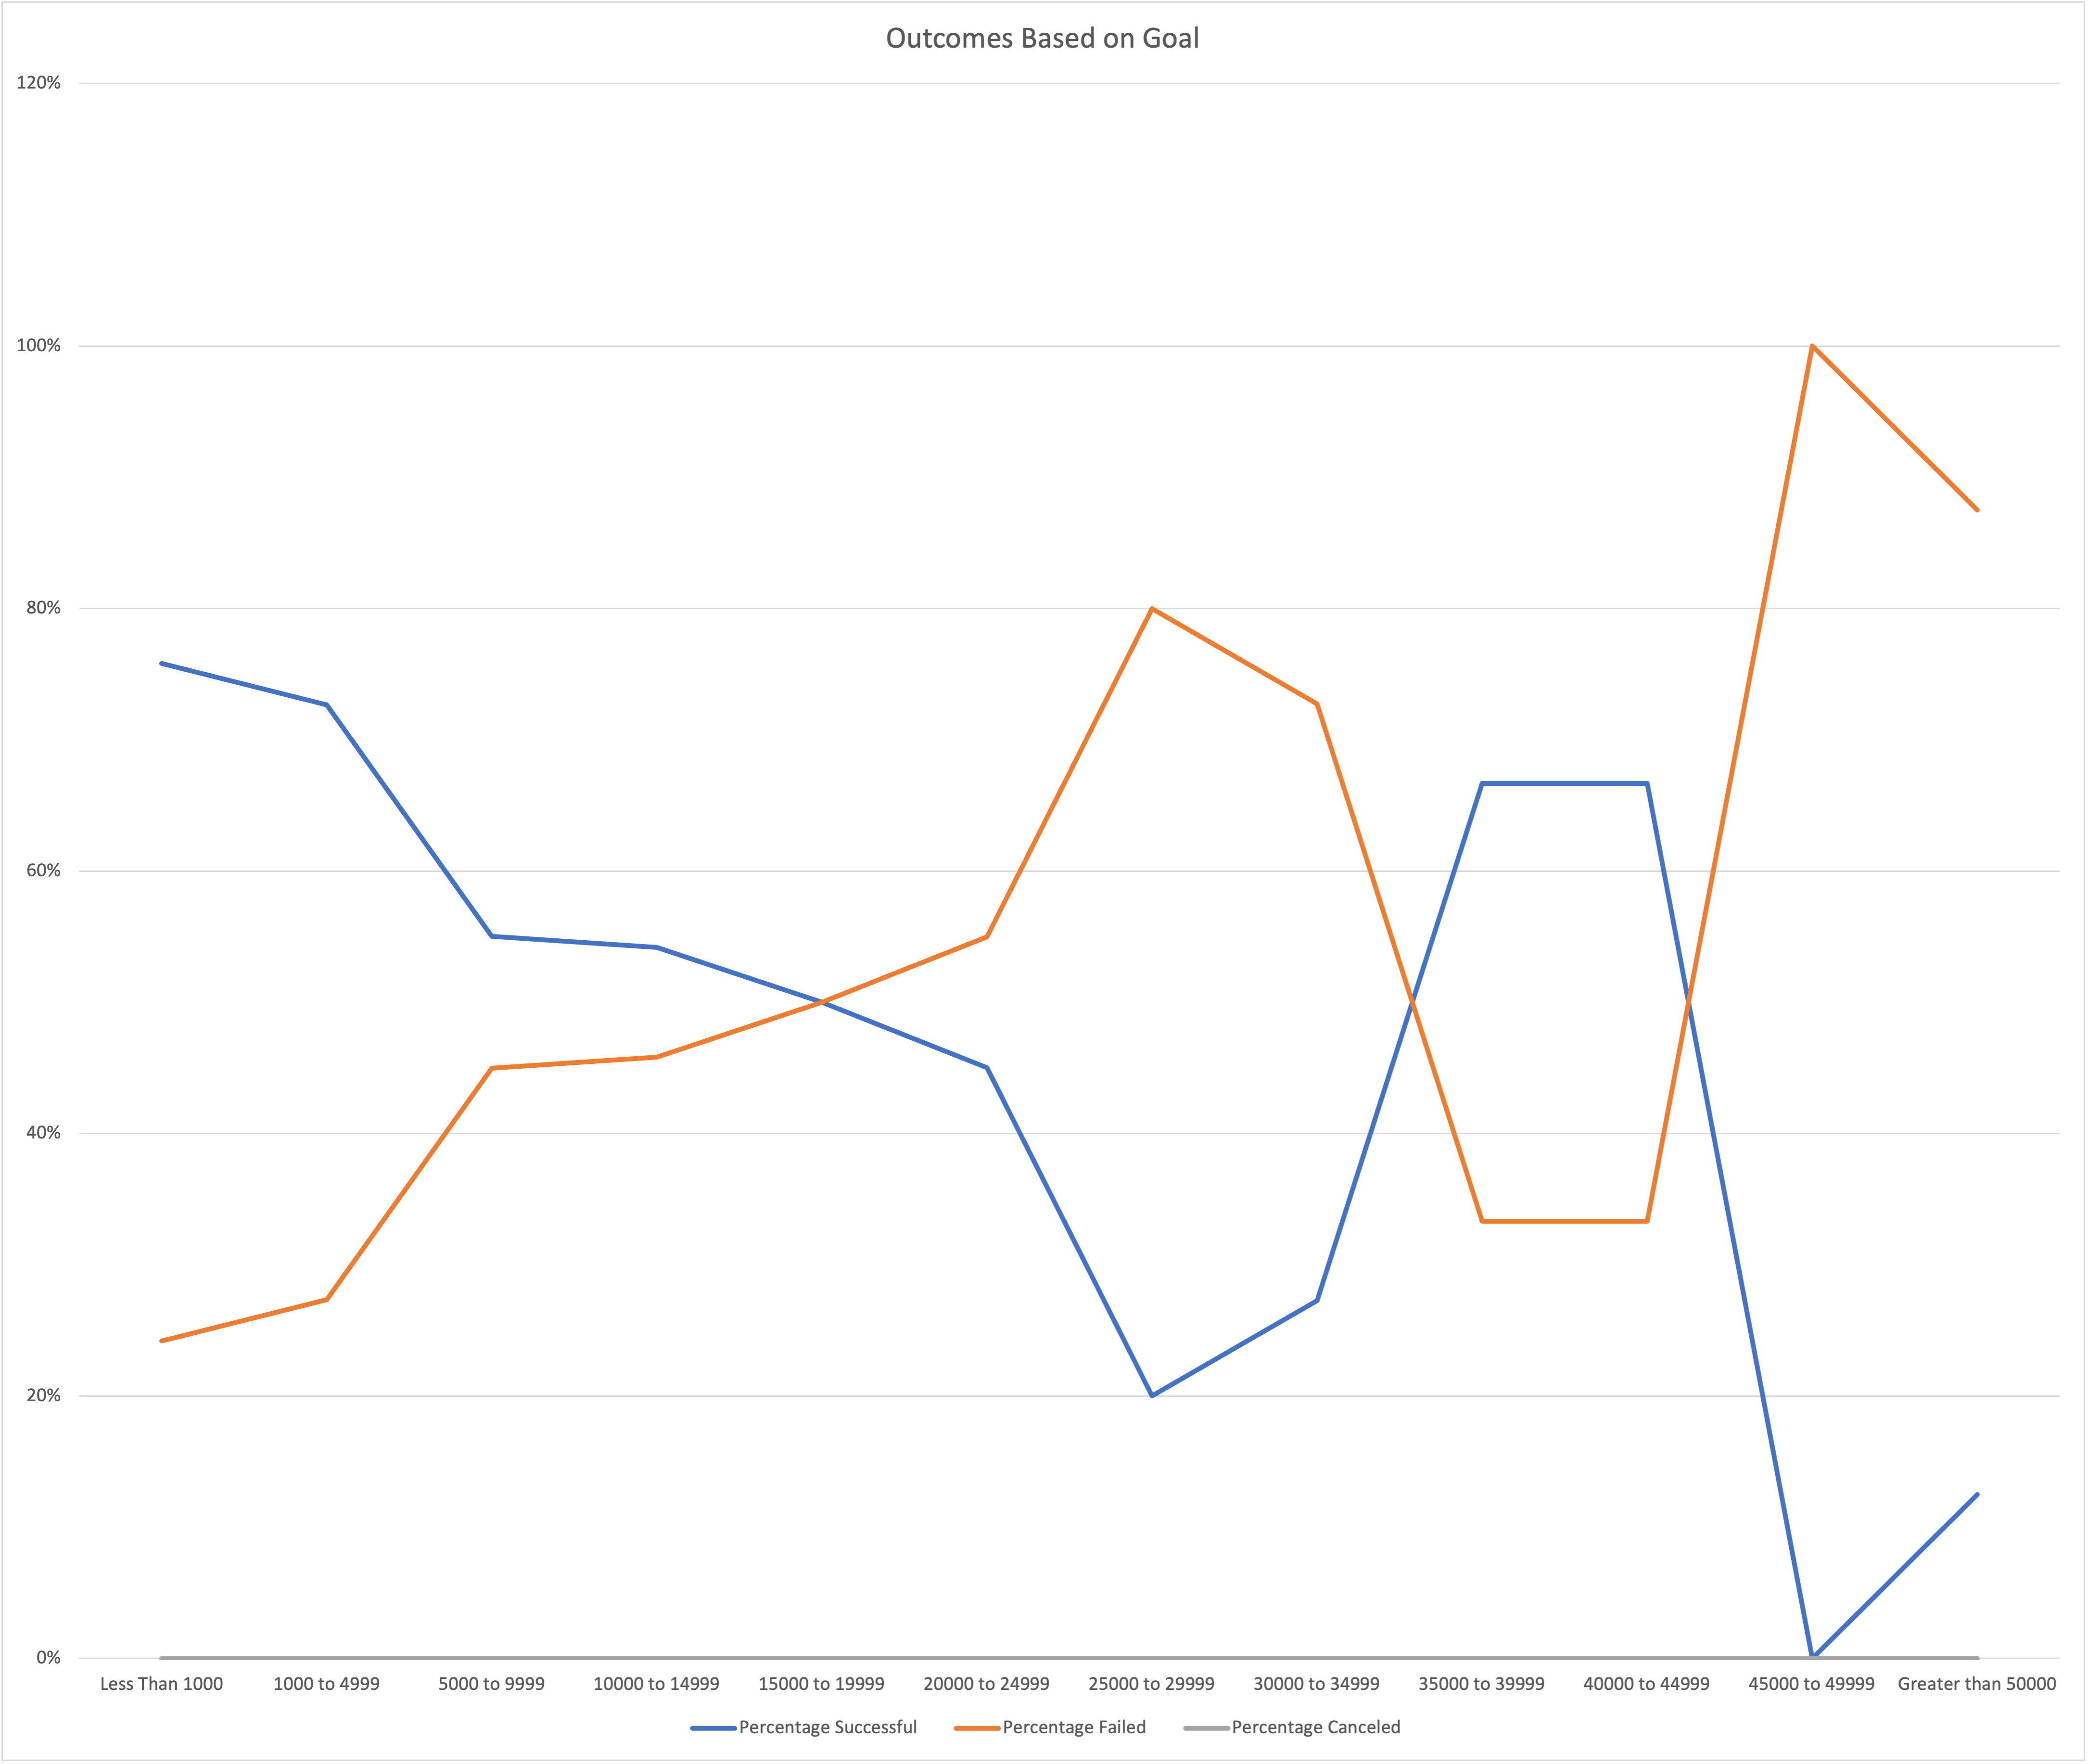 Outcomes Based on Goal
120%
100%
80%
60%
40%
20%
0%
Less Than 1000 1000 to 4999 5000 to 9999 10000 to 14999 15000 to 19999 20000 to 24999 25000 to 29999 30000 to 34999 35000 to 39999 40000 to 44999 45000 to 49999 Greater than 50000
Percentage Successful Percentage Failed Percentage Canceled